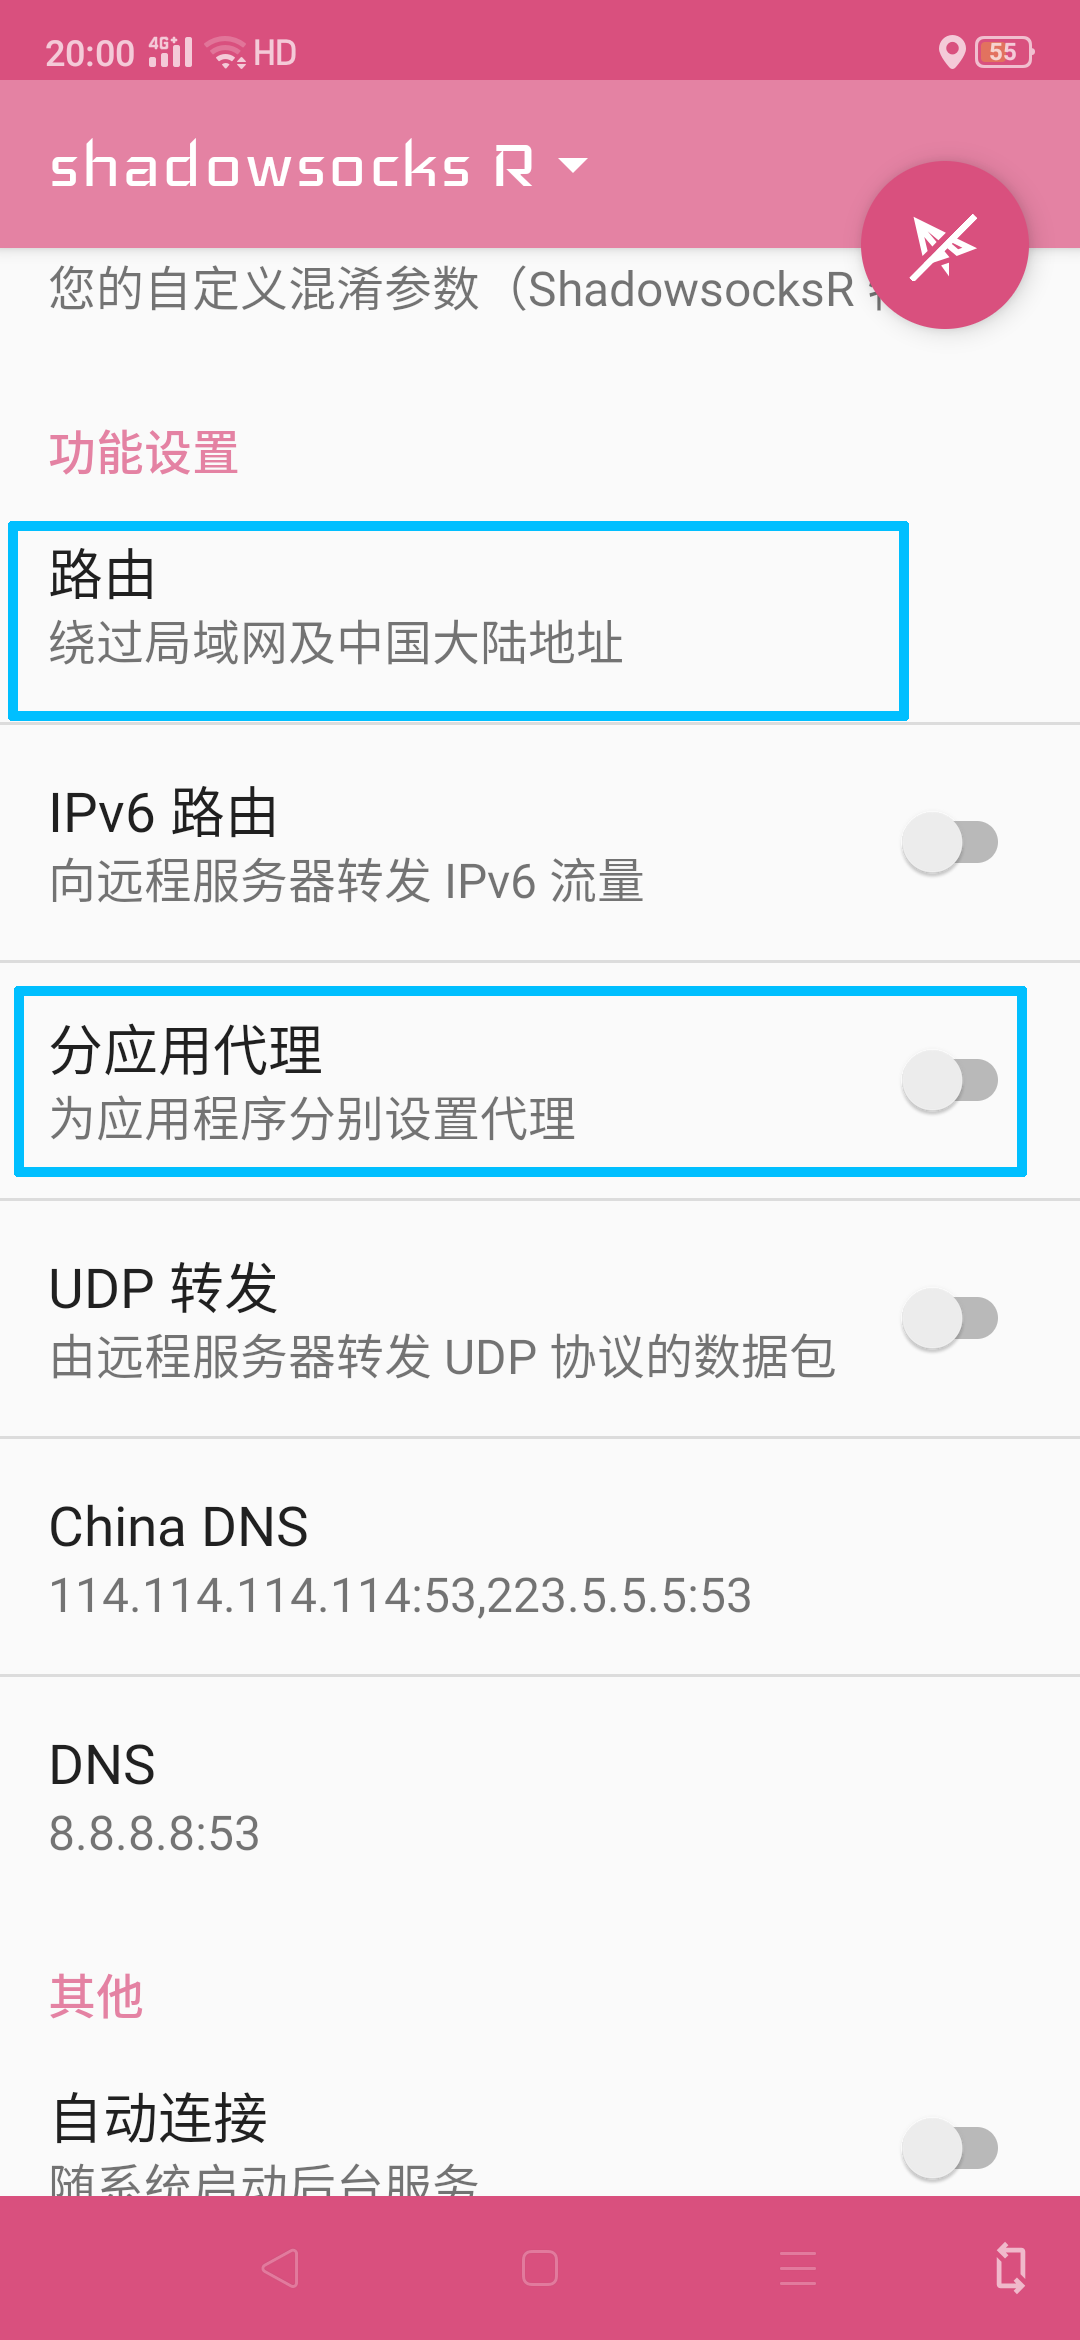 20:00 4G+ HD 55
shadowsocks R
您的自定义混淆参数（ShadowsocksR
功能设置
路由
绕过局域网及中国大陆地址
IPv6 路由
向远程服务器转发 IPv6 流量
分应用代理
为应用程序分别设置代理
UDP 转发
由远程服务器转发 UDP 协议的数据包
China DNS
114.114.114.114:53,223.5.5.5:53
DNS
8.8.8.8:53
其他
自动连接
随系统启动后台服务